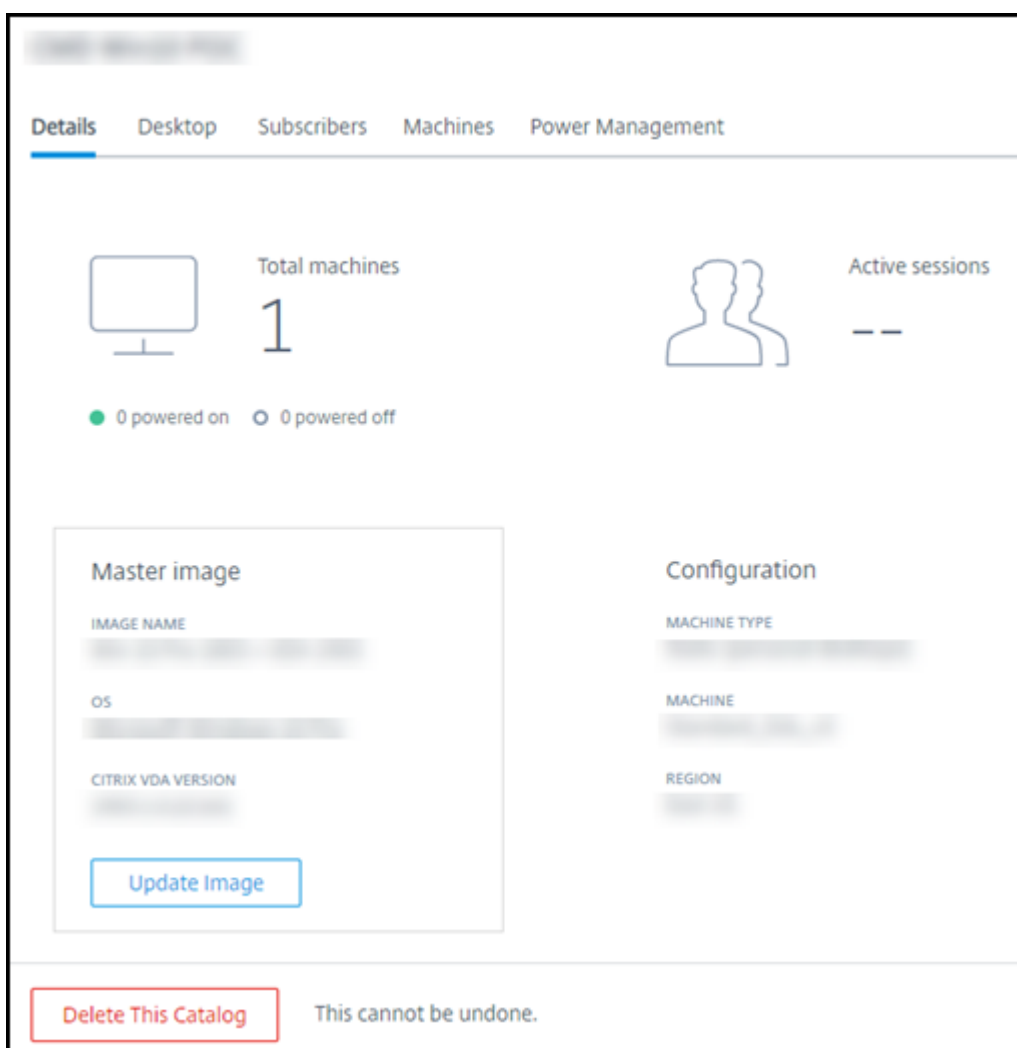 Details Desktop Subscribers Machines Power Management
Total machines
1
0 powered on 0 powered off
Active sessions
--
Master image
IMAGE NAME
OS
CITRIX VDA VERSION
Update Image
Configuration
MACHINE TYPE
MACHINE
REGION
Delete This Catalog This cannot be undone.